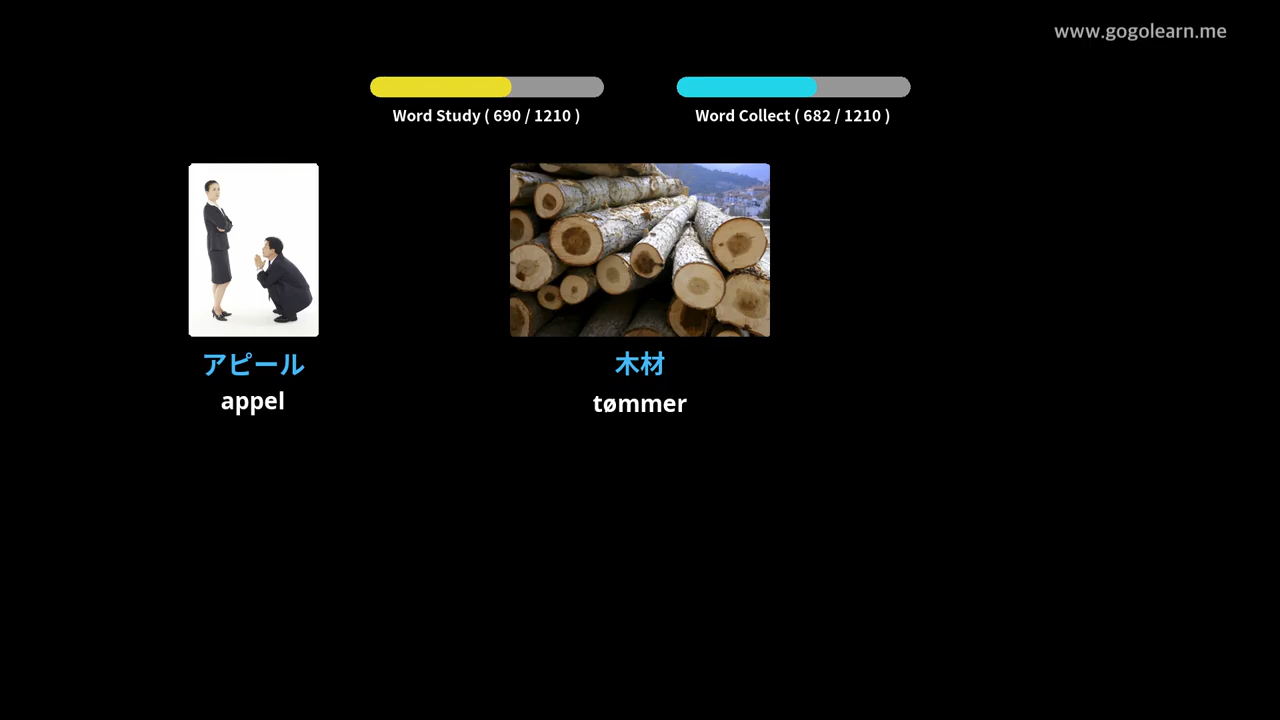 www.gogolearn.me
Word Study ( 690 / 1210 )
Word Collect ( 682 / 1210 )
アピール
appel
木材
tømmer